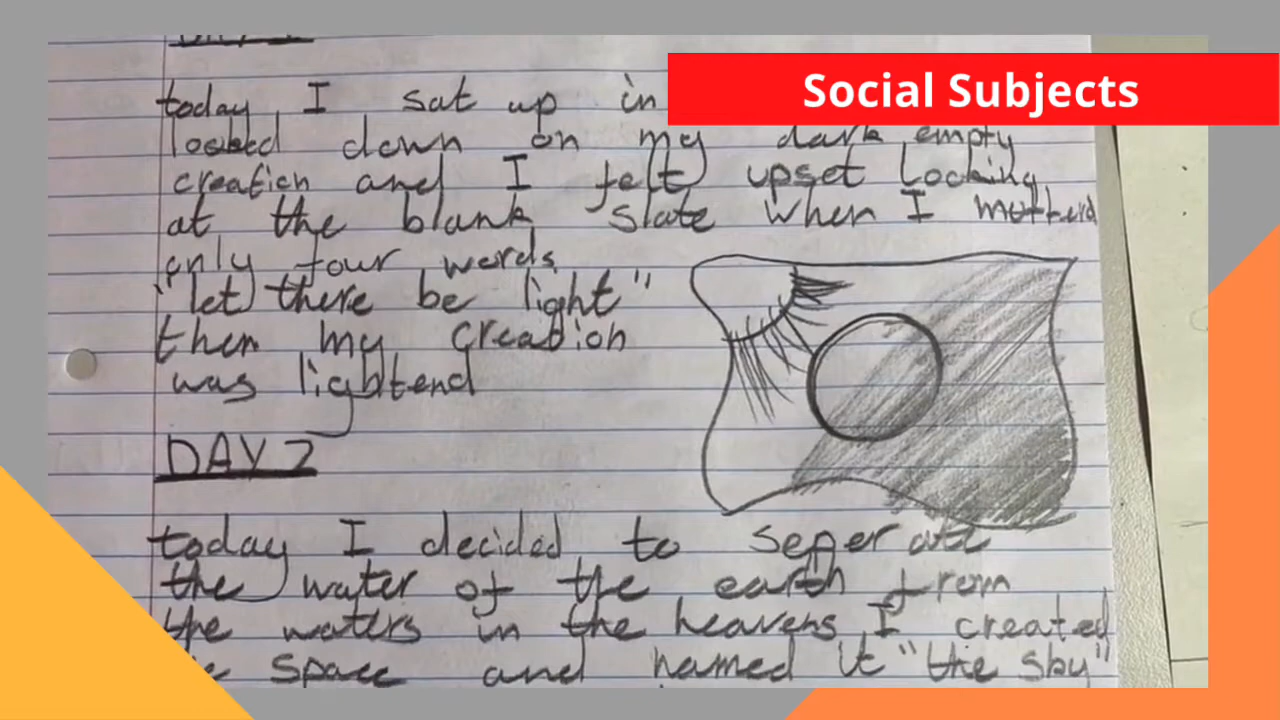 Social Subjects
today I sat up in
looked down on my dark empty
creation and I felt upset looking
at the blank slate when I mutterd
only four words
"let there be light"
then my creation
was lightend
DAY 2
today I decided to seperate
the water of the earth from
the waters in the heavens I created
space and named it "the sky"